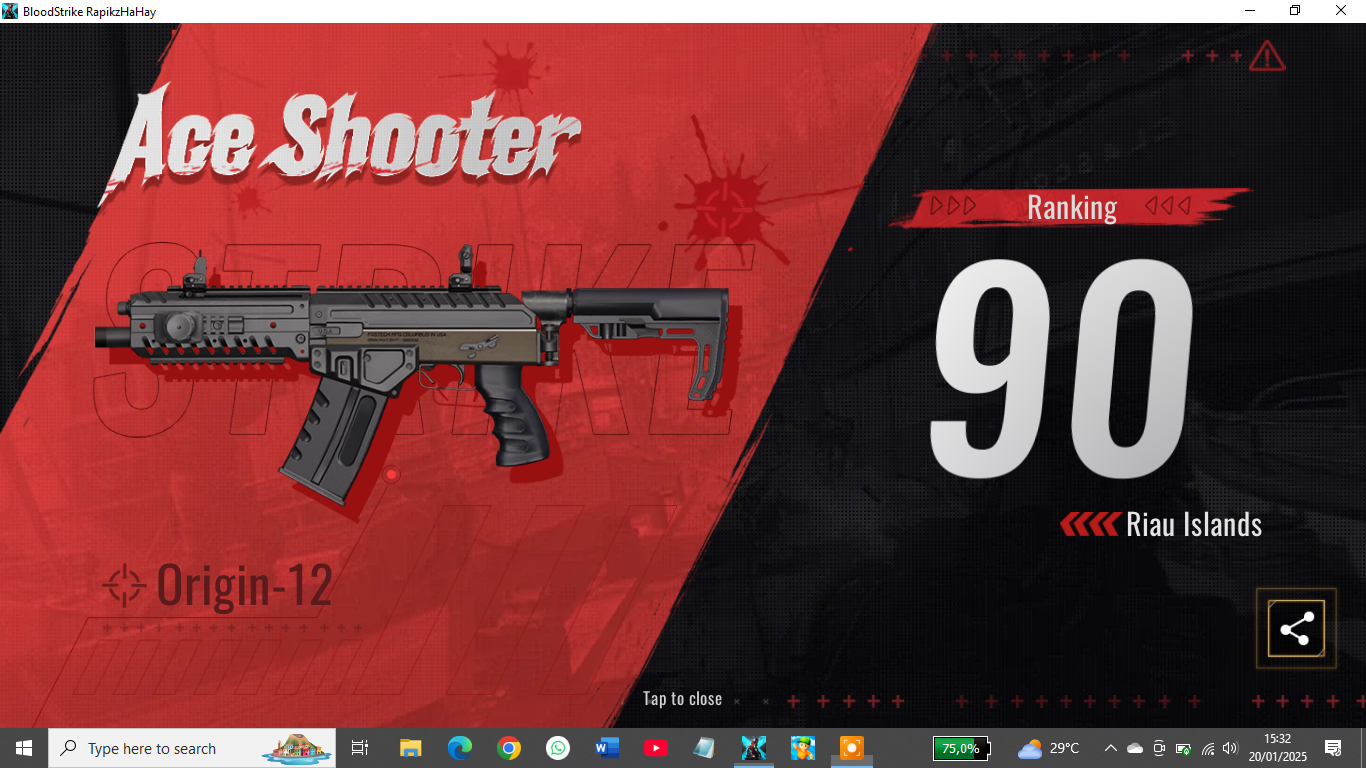 BloodStrike RapikzHaHay
Ace Shooter
STRIKE
Ranking
90
Riau Islands
Origin-12
Tap to close
Type here to search
75,0%
29°C
15:32
20/01/2025